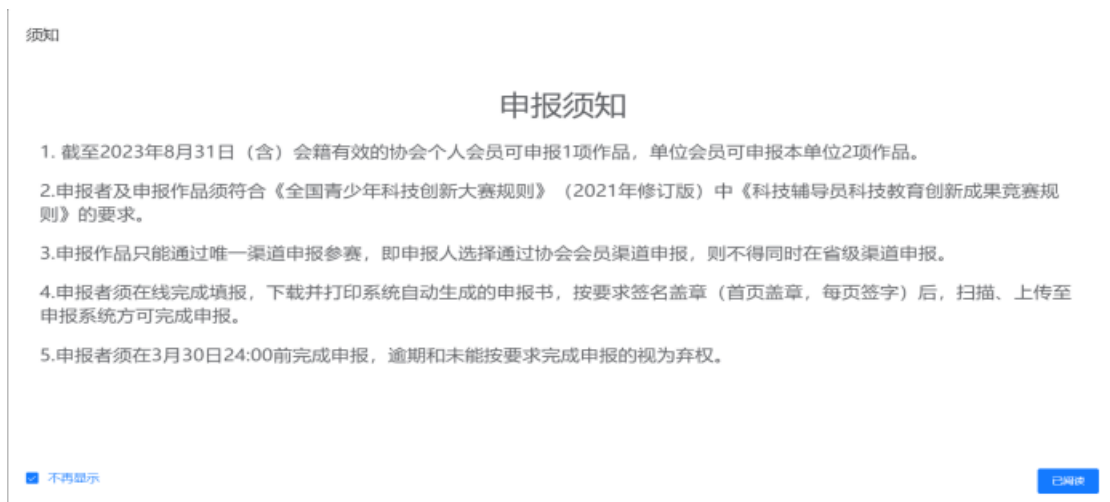 须知
申报须知
1. 截至2023年8月31日（含）会籍有效的协会个人会员可申报1项作品，单位会员可申报本单位2项作品。
2.申报者及申报作品须符合《全国青少年科技创新大赛规则》（2021年修订版）中《科技辅导员科技教育创新成果竞赛规
则》的要求。
3.申报作品只能通过唯一渠道申报参赛，即申报人选择通过协会会员渠道申报，则不得同时在省级渠道申报。
4.申报者须在线完成填报，下载并打印系统自动生成的申报书，按要求签名盖章（首页盖章，每页签字）后，扫描、上传至
申报系统方可完成申报。
5.申报者须在3月30日24:00前完成申报，逾期和未能按要求完成申报的视为弃权。
不再显示
已阅读